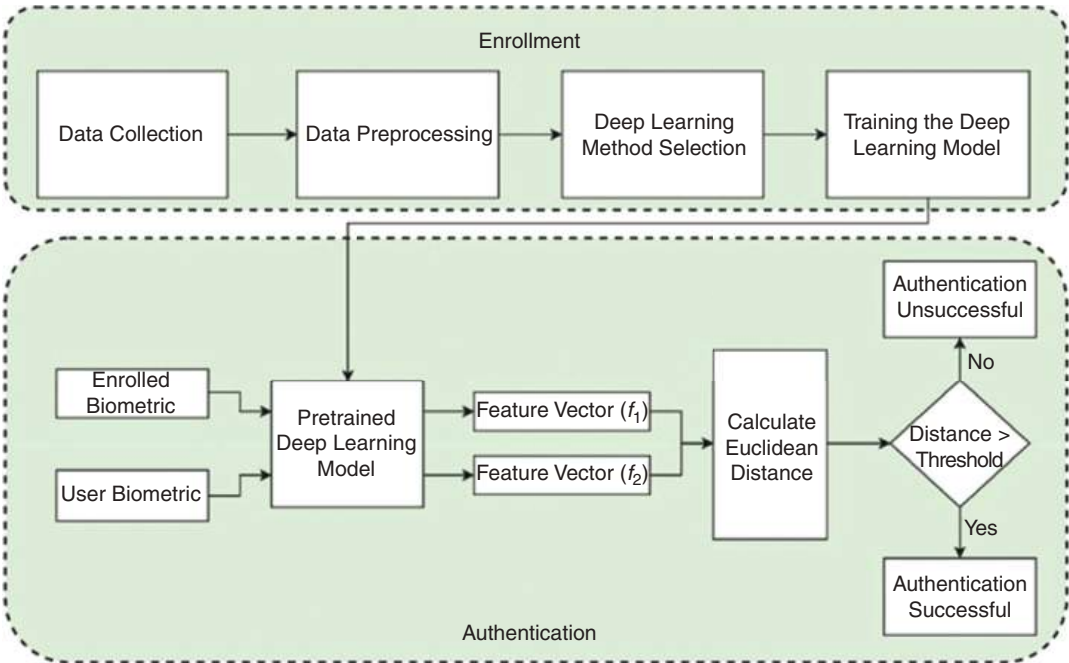 Enrollment
Data Collection
Data Preprocessing
Deep Learning
Method Selection
Training the Deep
Learning Model
Authentication
Unsuccessful
No
Enrolled
Biometric
User Biometric
Pretrained
Deep Learning
Model
Feature Vector (f₁)
Feature Vector (f₂)
Calculate
Euclidean
Distance
Distance >
Threshold
Yes
Authentication
Successful
Authentication